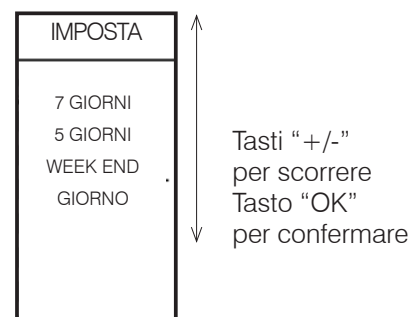 IMPOSTA
7 GIORNI
5 GIORNI
WEEK END
GIORNO
Tasti “+/-”
per scorrere
Tasto “OK”
per confermare